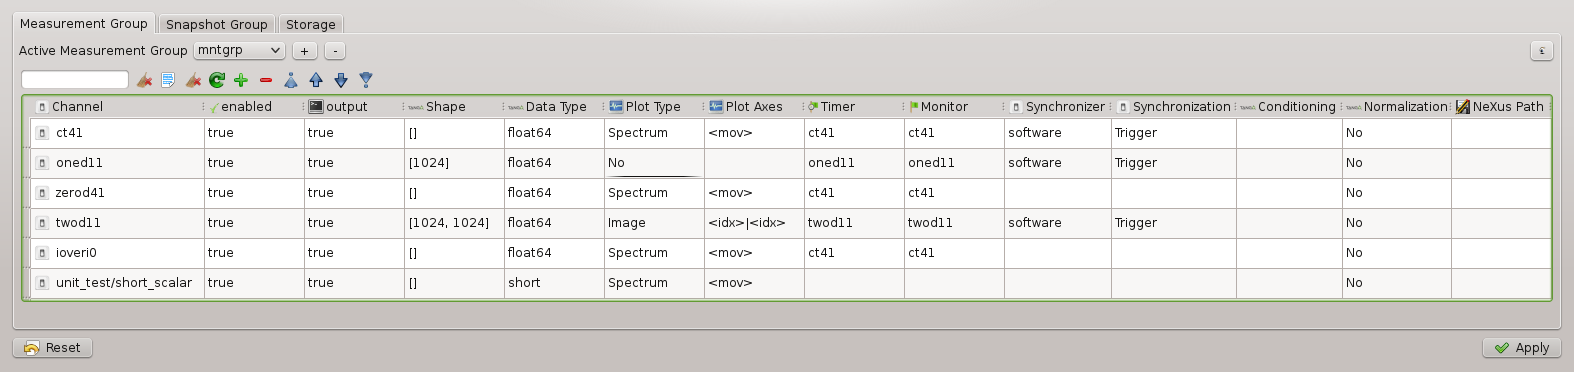 Measurement Group Snapshot Group Storage
Active Measurement Group mntgrp + -
Channel enabled output Shape Data Type Plot Type Plot Axes Timer Monitor Synchronizer Synchronization Conditioning Normalization NeXus Path
ct41 true true [] float64 Spectrum <mov> ct41 ct41 software Trigger No
oned11 true true [1024] float64 No oned11 oned11 software Trigger No
zerod41 true true [] float64 Spectrum <mov> ct41 ct41 No
twod11 true true [1024, 1024] float64 Image <idx>|<idx> twod11 twod11 software Trigger No
ioveri0 true true [] float64 Spectrum <mov> ct41 ct41 No
unit_test/short_scalar true true [] short Spectrum <mov> No
Reset Apply